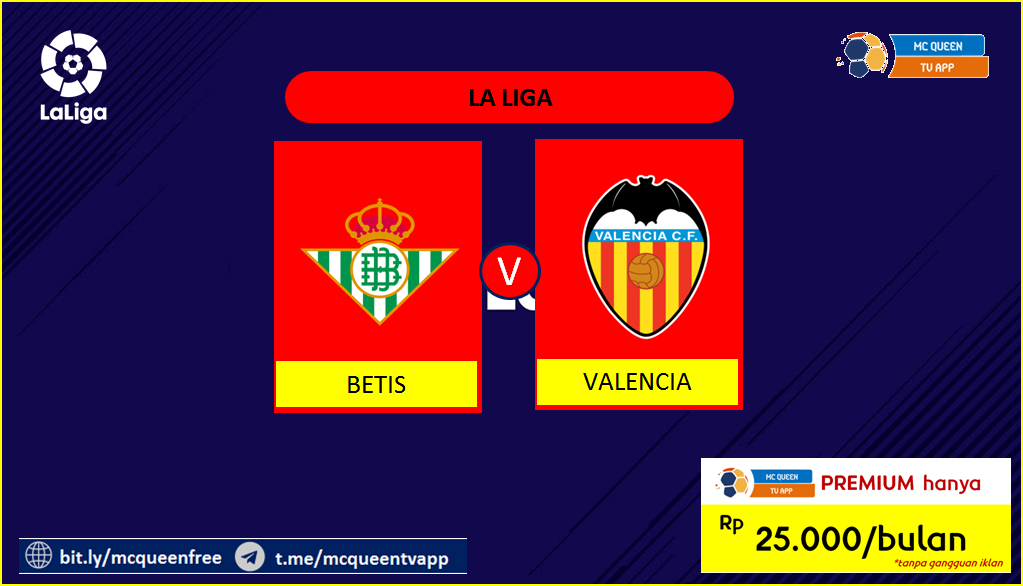 LaLiga
MC QUEEN
TV APP
LA LIGA
VALENCIA C.F.
V
BETIS
VALENCIA
MC QUEEN
TV APP
PREMIUM hanya
Rp 25.000/bulan
*tanpa gangguan iklan
bit.ly/mcqueenfree t.me/mcqueentvapp